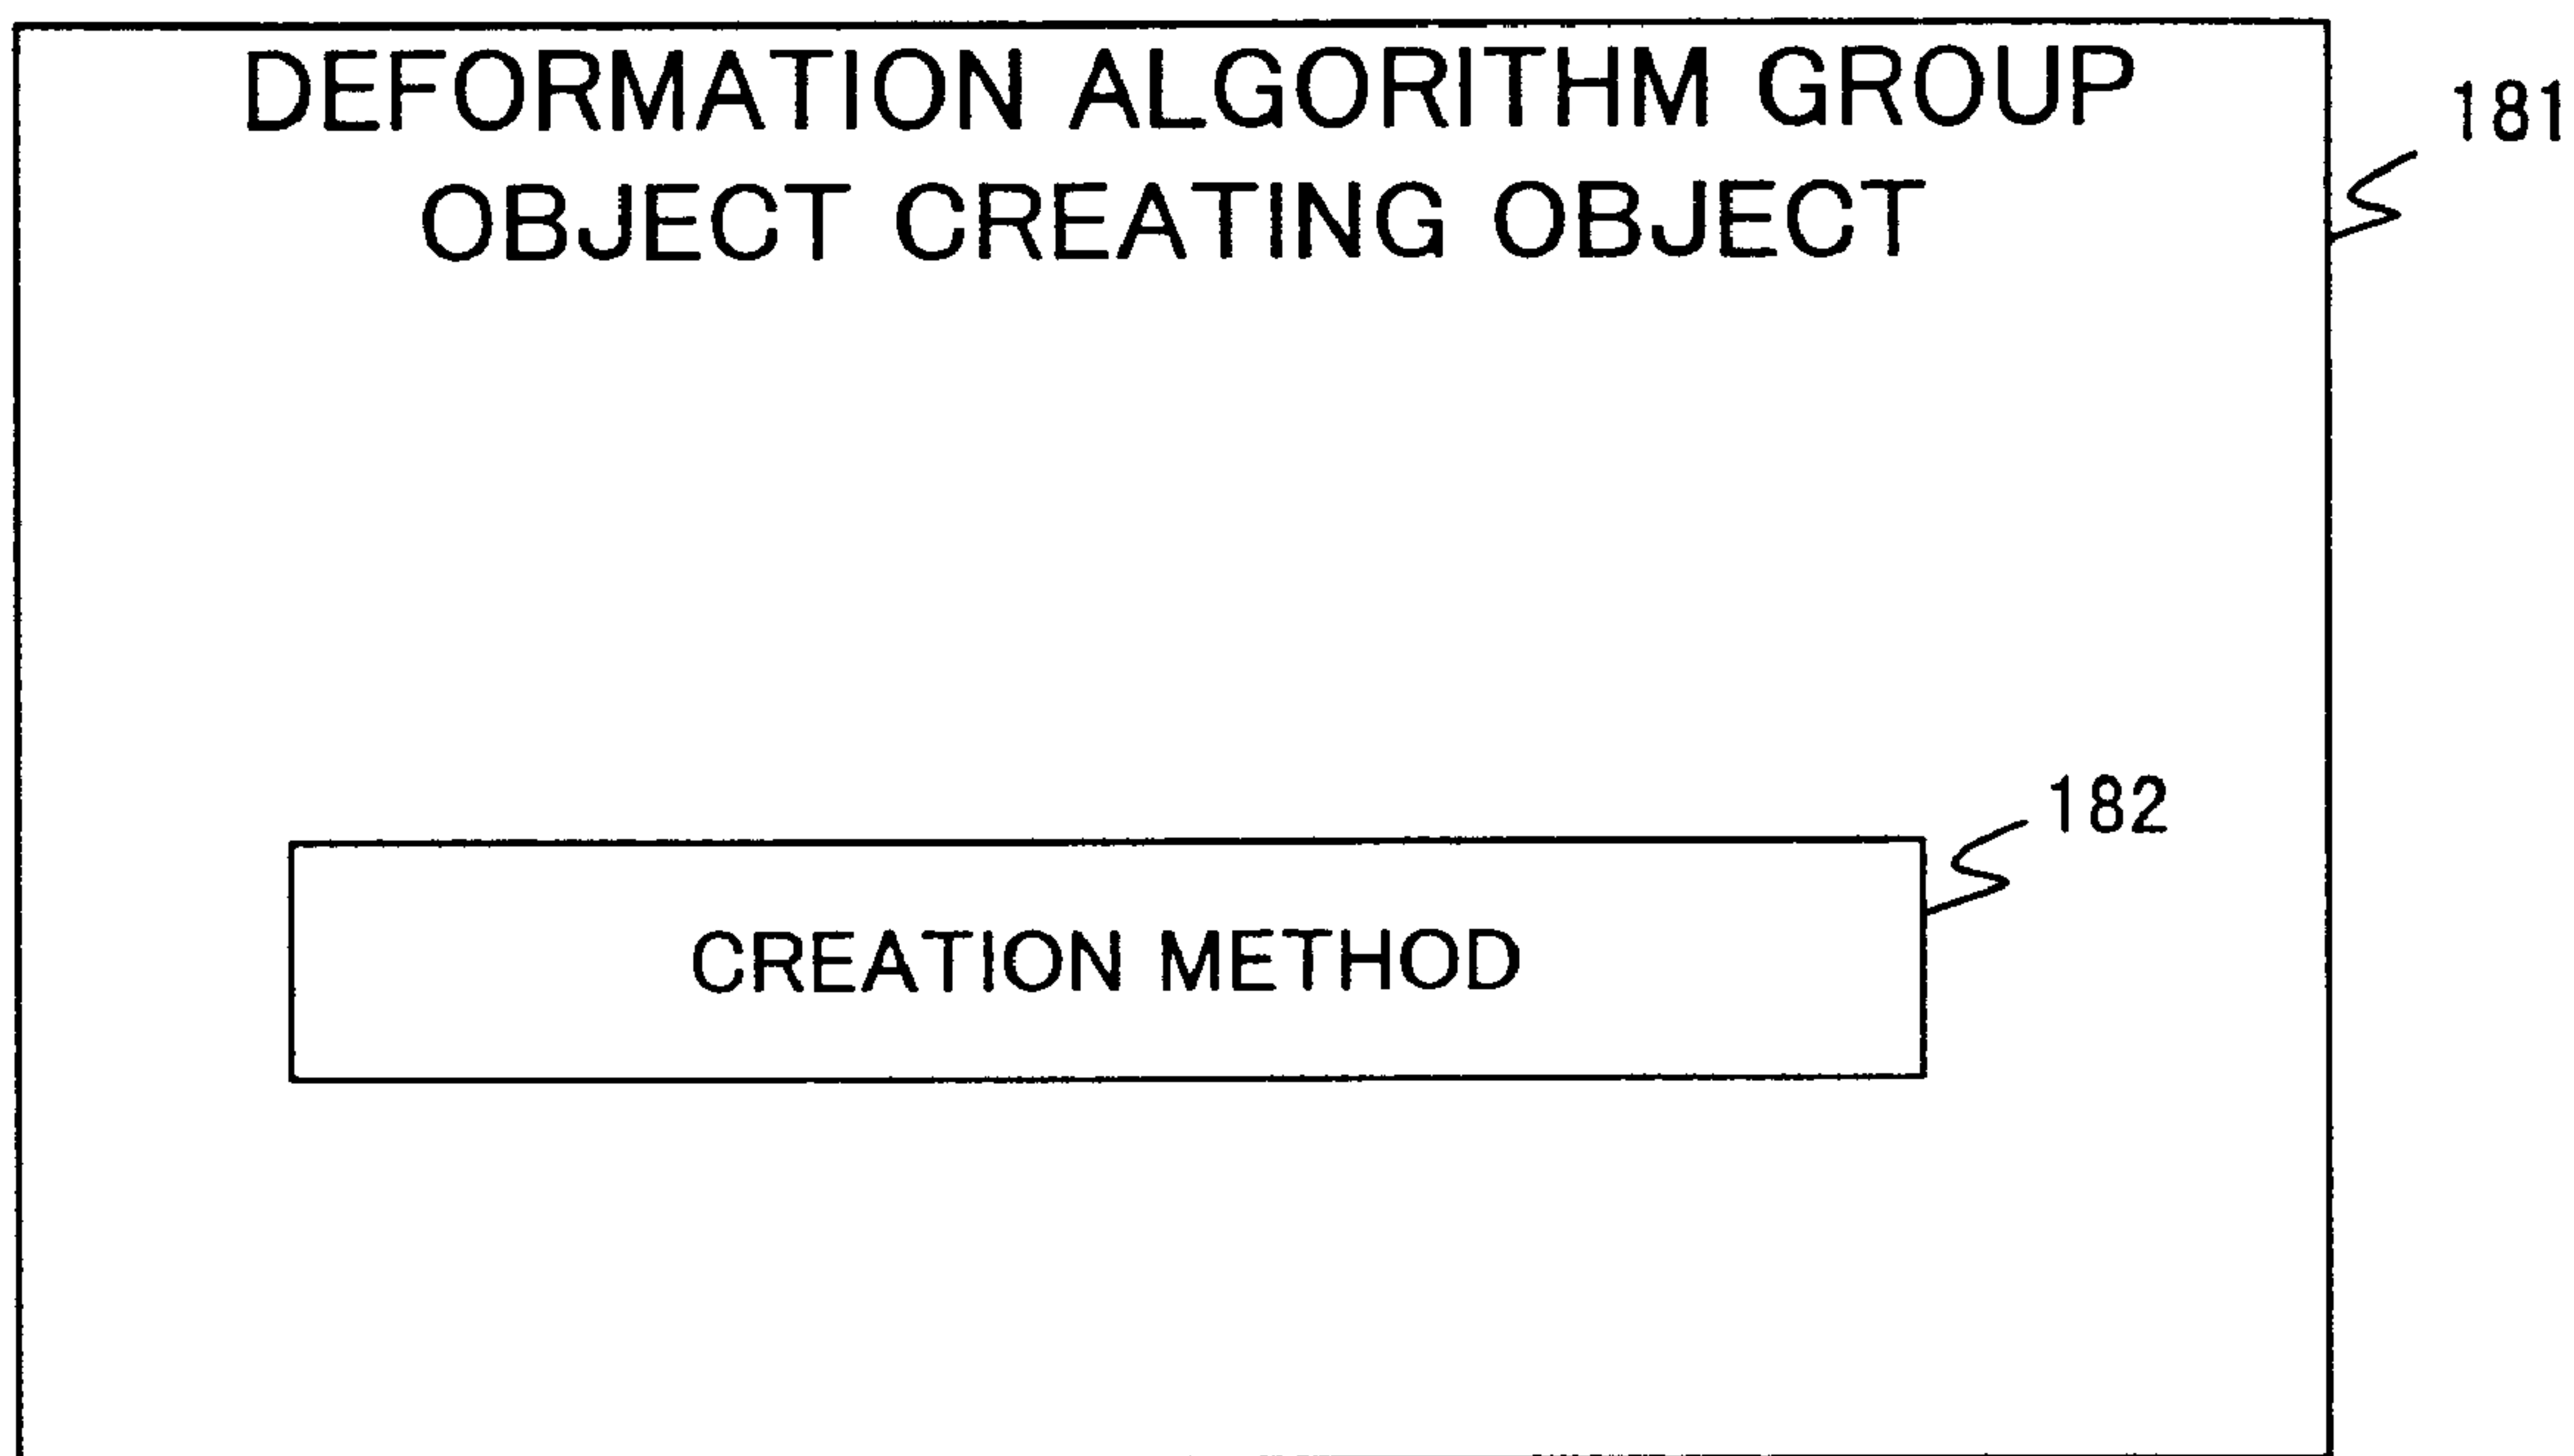 DEFORMATION ALGORITHM GROUP
OBJECT CREATING OBJECT
181
182
CREATION METHOD